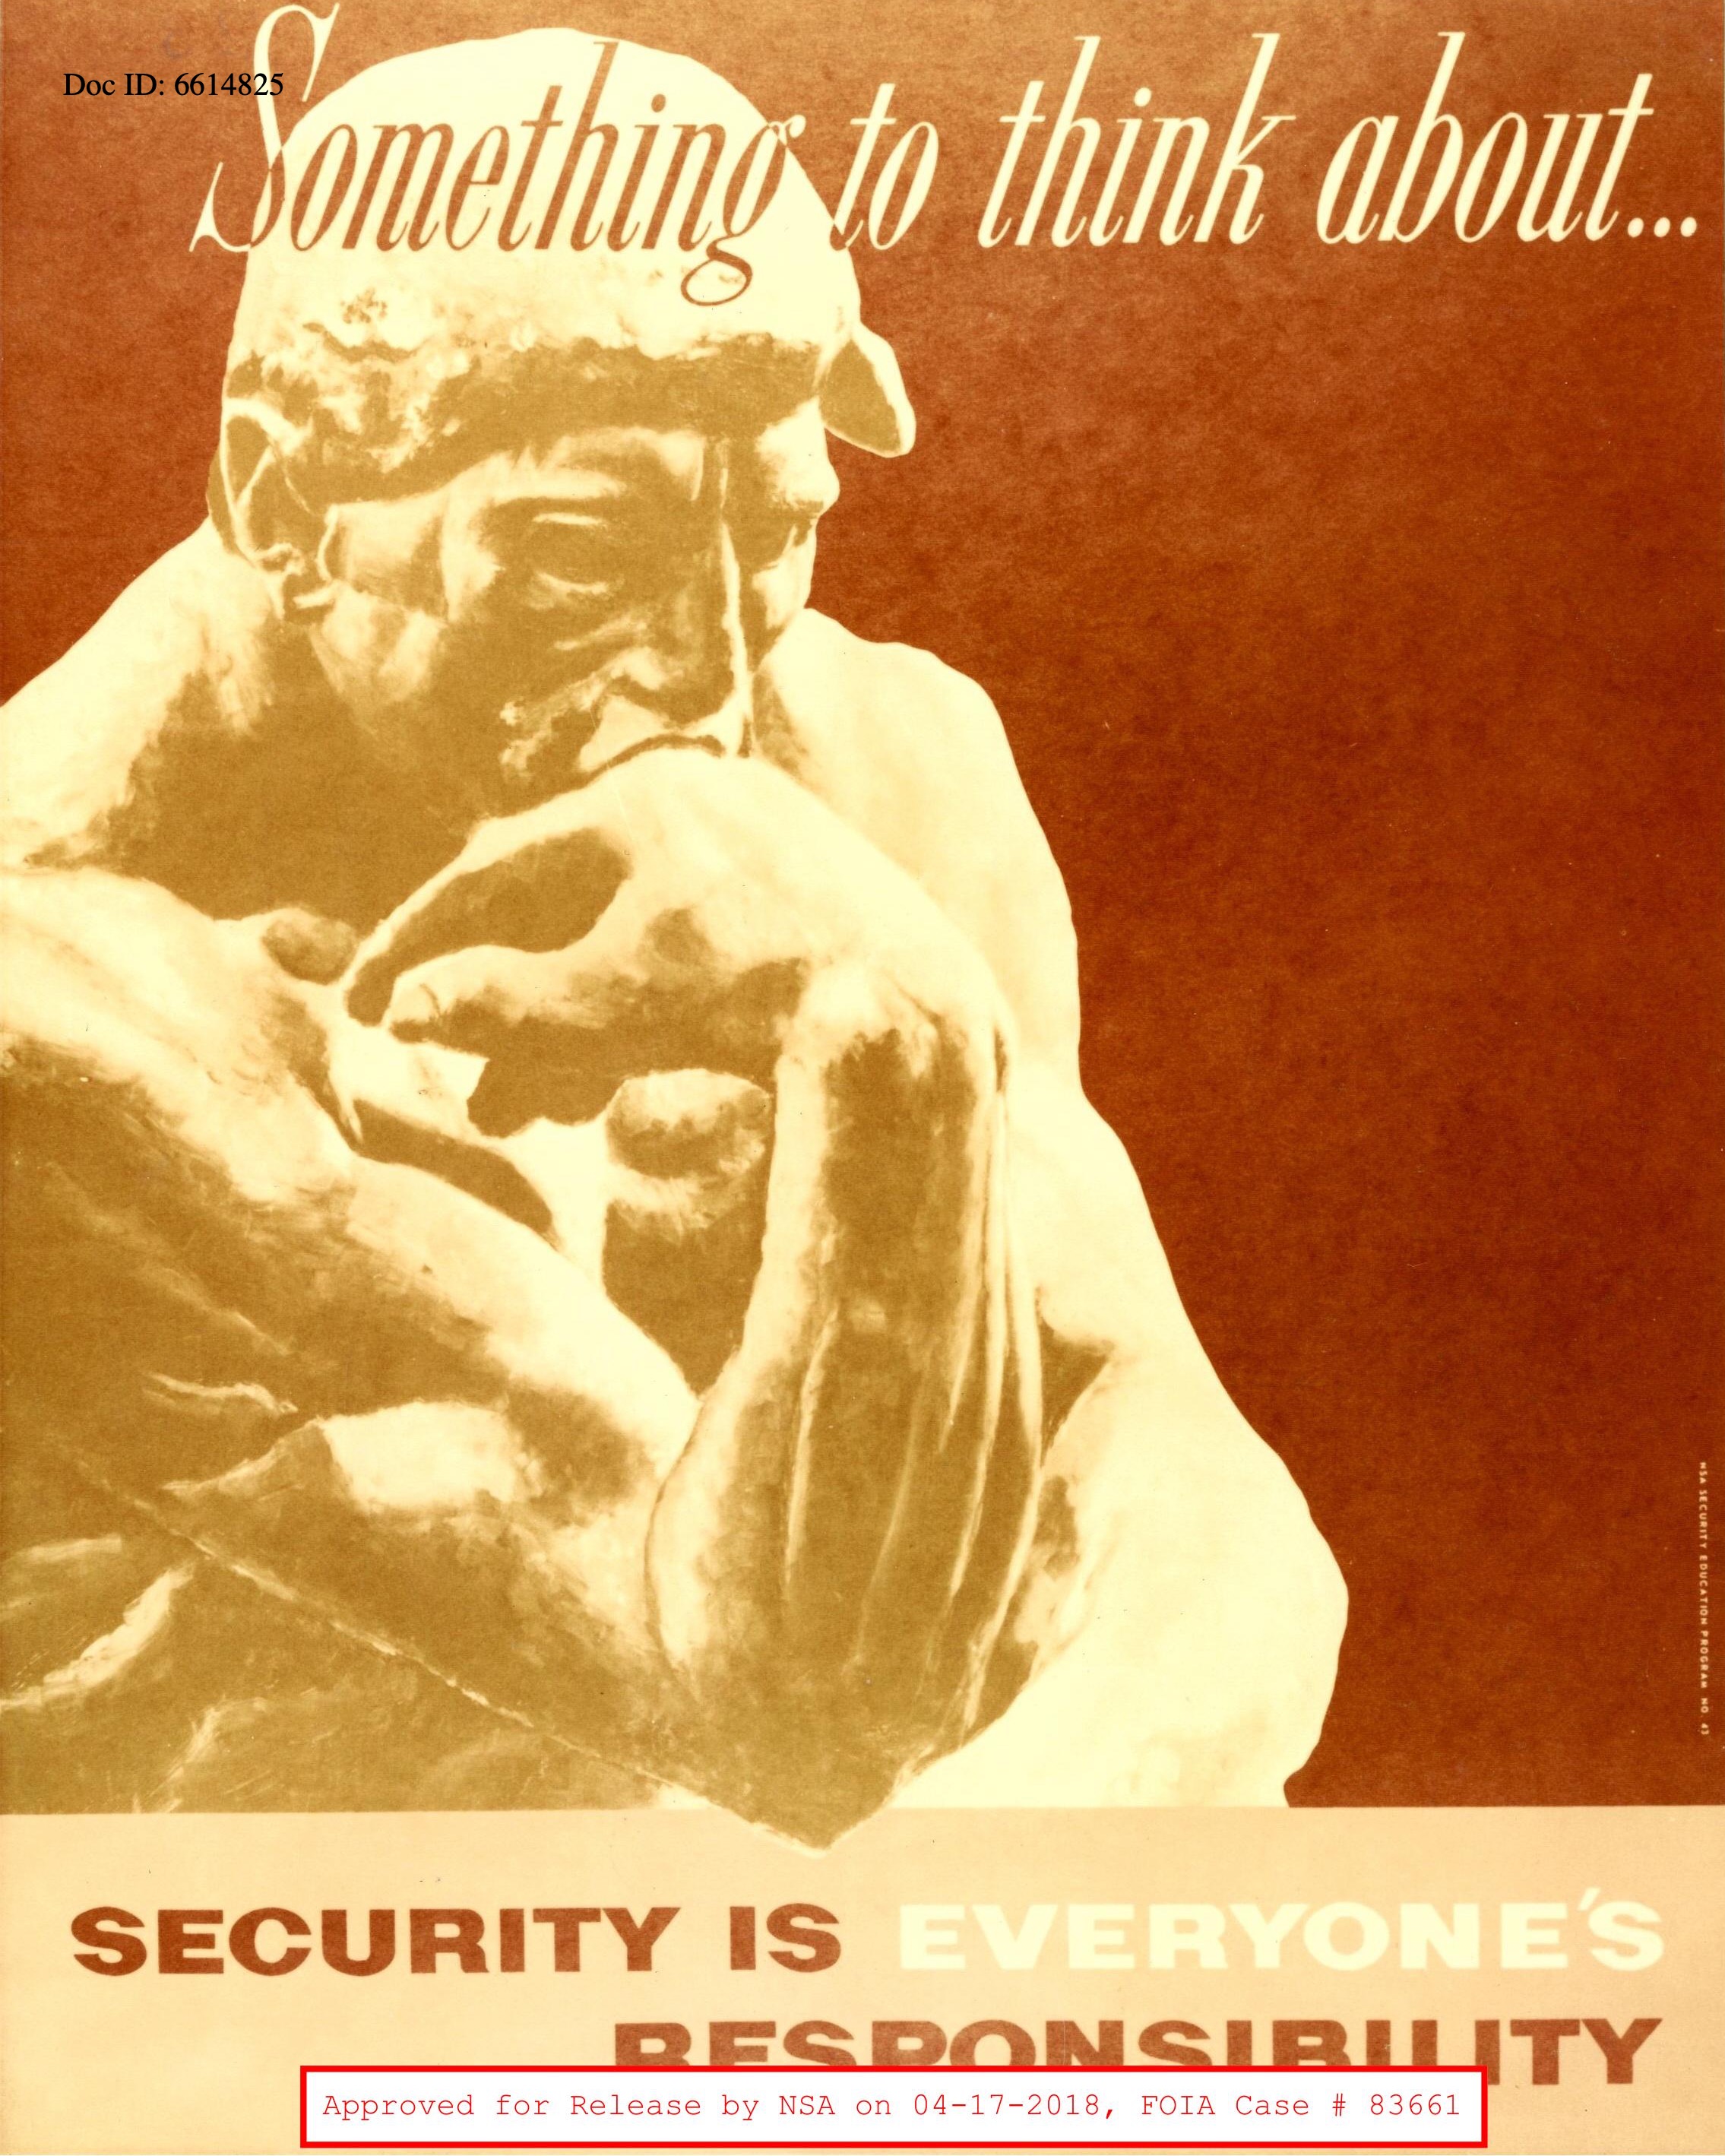 Doc ID: 6614825
Something to think about...
NSA SECURITY EDUCATION PROGRAM NO. 43
SECURITY IS EVERYONE'S
RESPONSIBILITY
Approved for Release by NSA on 04-17-2018, FOIA Case # 83661